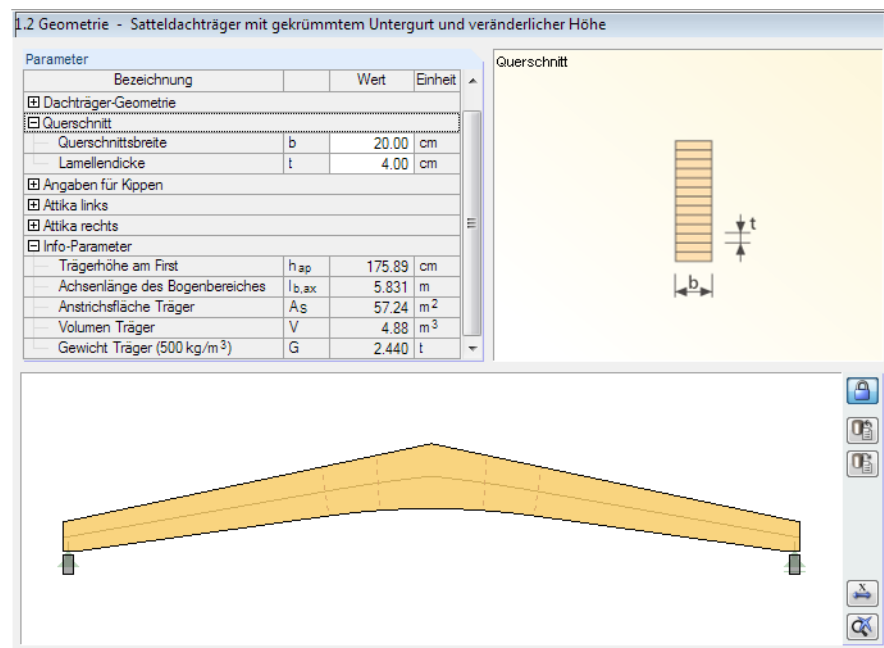 1.2 Geometrie - Satteldachträger mit gekrümmtem Untergurt und veränderlicher Höhe
Parameter
Bezeichnung Wert Einheit
Dachträger-Geometrie
Querschnitt
Querschnittsbreite b 20.00 cm
Lamellendicke t 4.00 cm
Angaben für Kippen
Attika links
Attika rechts
Info-Parameter
Trägerhöhe am First hap 175.89 cm
Achsenlänge des Bogenbereiches lb,ax 5.831 m
Anstrichsfläche Träger As 57.24 m2
Volumen Träger V 4.88 m3
Gewicht Träger (500 kg/m3) G 2.440 t
Querschnitt
t
b
X